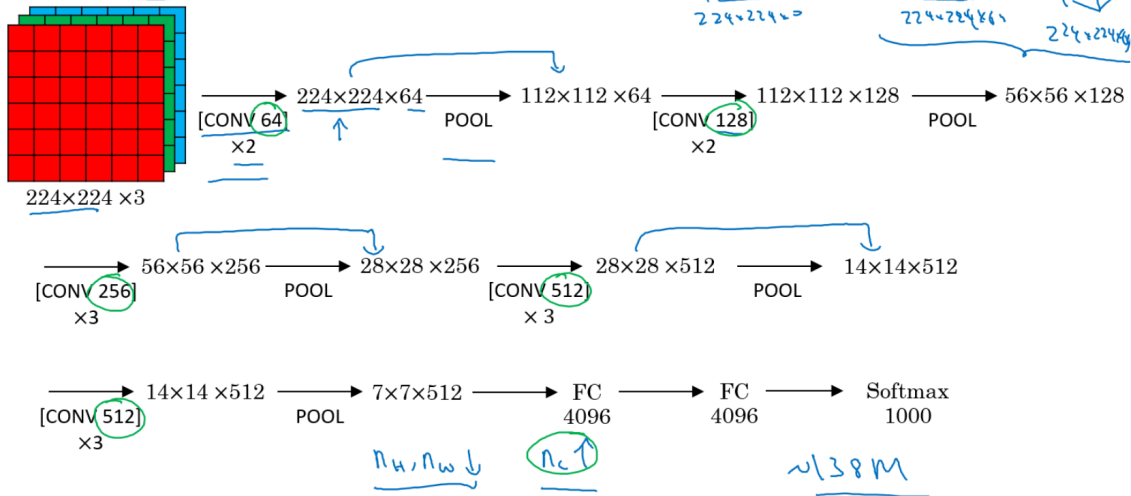 224×224×3
224×224×64
224×224×64
224×224×64 112×112 ×64 112×112 ×128 56×56 ×128
[CONV 64] POOL [CONV 128] POOL
×2 ×2
224×224 ×3
56×56 ×256 28×28 ×256 28×28 ×512 14×14×512
[CONV 256] POOL [CONV 512] POOL
×3 × 3
14×14 ×512 7×7×512 FC FC Softmax
[CONV 512] POOL 4096 4096 1000
×3
n_H, n_W ↓ n_C ↑ ~138M